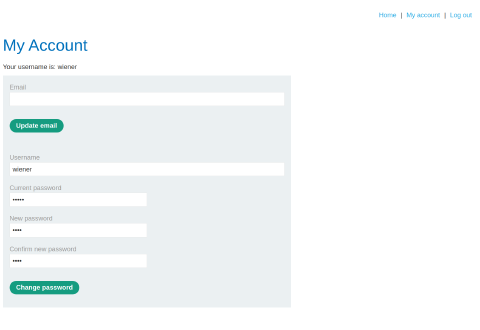 Home | My account | Log out
My Account
Your username is: wiener
Email
Update email
Username
wiener
Current password
•••••
New password
••••
Confirm new password
••••
Change password